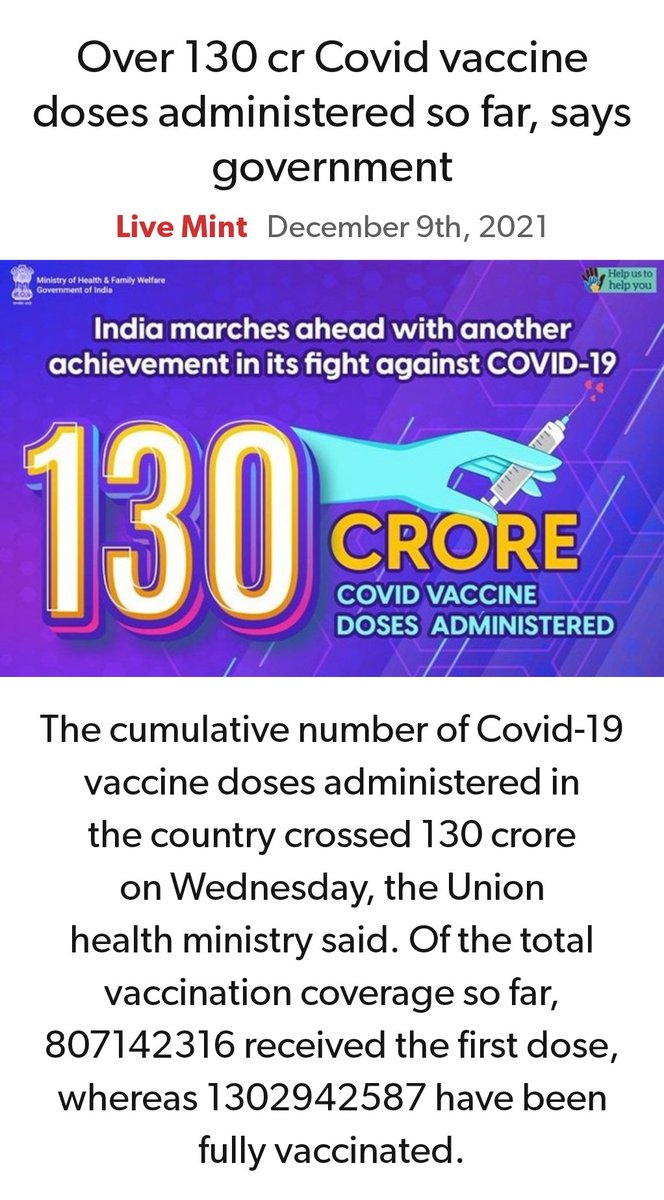 Over 130 cr Covid vaccine
doses administered so far, says
government
Live Mint December 9th, 2021
Ministry of Health & Family Welfare
Government of India
Help us to
help you
India marches ahead with another
achievement in its fight against COVID-19
130
CRORE
COVID VACCINE
DOSES ADMINISTERED
The cumulative number of Covid-19
vaccine doses administered in
the country crossed 130 crore
on Wednesday, the Union
health ministry said. Of the total
vaccination coverage so far,
807142316 received the first dose,
whereas 1302942587 have been
fully vaccinated.